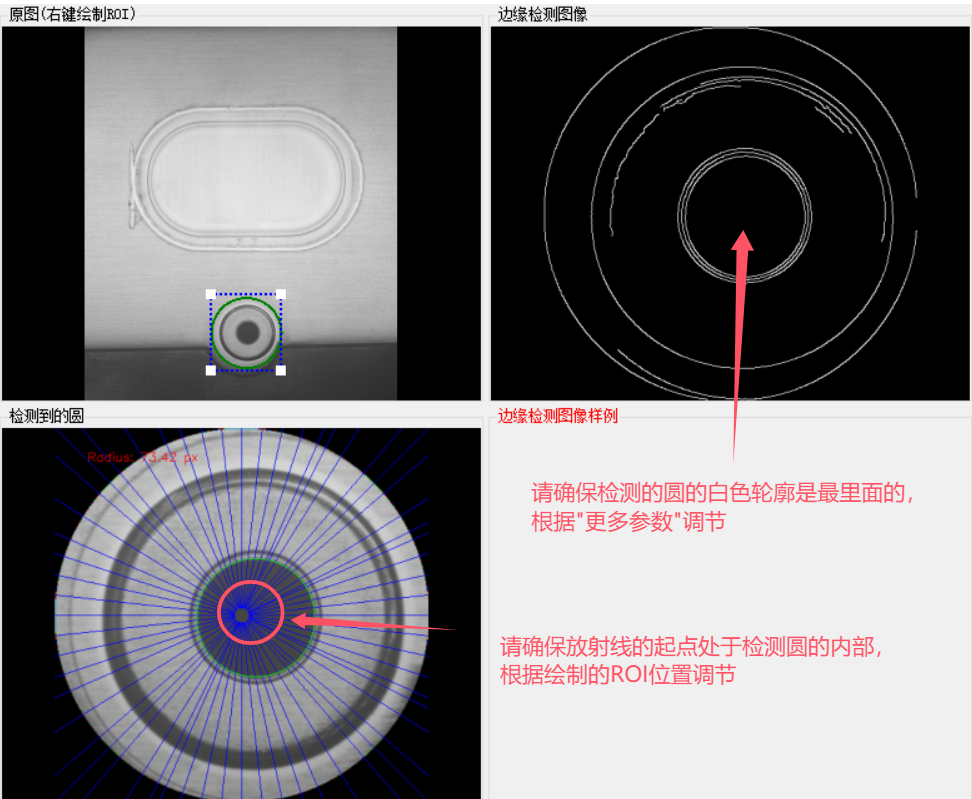 原图(右键绘制ROI)
边缘检测图像
检测到的圆
Radius: 73.42 px
边缘检测图像样例
请确保检测的圆的白色轮廓是最里面的，
根据"更多参数"调节
请确保放射线的起点处于检测圆的内部，
根据绘制的ROI位置调节